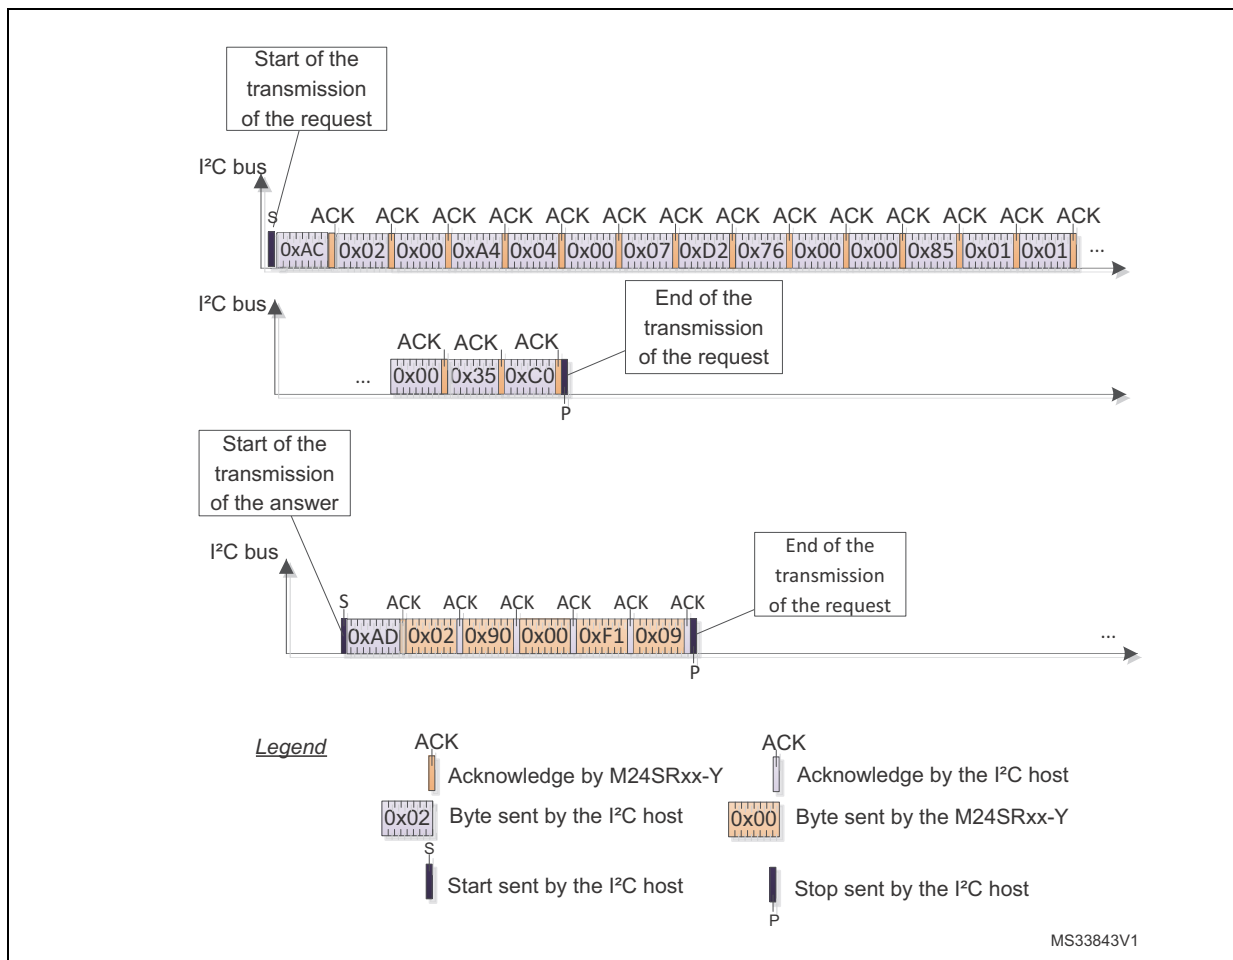 Start of the
transmission
of the request
I²C bus
S ACK ACK ACK ACK ACK ACK ACK ACK ACK ACK ACK ACK ACK ACK
0xAC 0x02 0x00 0xA4 0x04 0x00 0x07 0xD2 0x76 0x00 0x00 0x85 0x01 0x01 ...
I²C bus
End of the
transmission
of the request
ACK ACK ACK
... 0x00 0x35 0xC0
P
Start of the
transmission
of the answer
I²C bus
End of the
transmission
of the request
S ACK ACK ACK ACK ACK ACK
0xAD 0x02 0x90 0x00 0xF1 0x09 ...
P
Legend
ACK ACK
Acknowledge by M24SRxx-Y Acknowledge by the I²C host
0x02 Byte sent by the I²C host 0x00 Byte sent by the M24SRxx-Y
S
Start sent by the I²C host Stop sent by the I²C host
P
MS33843V1